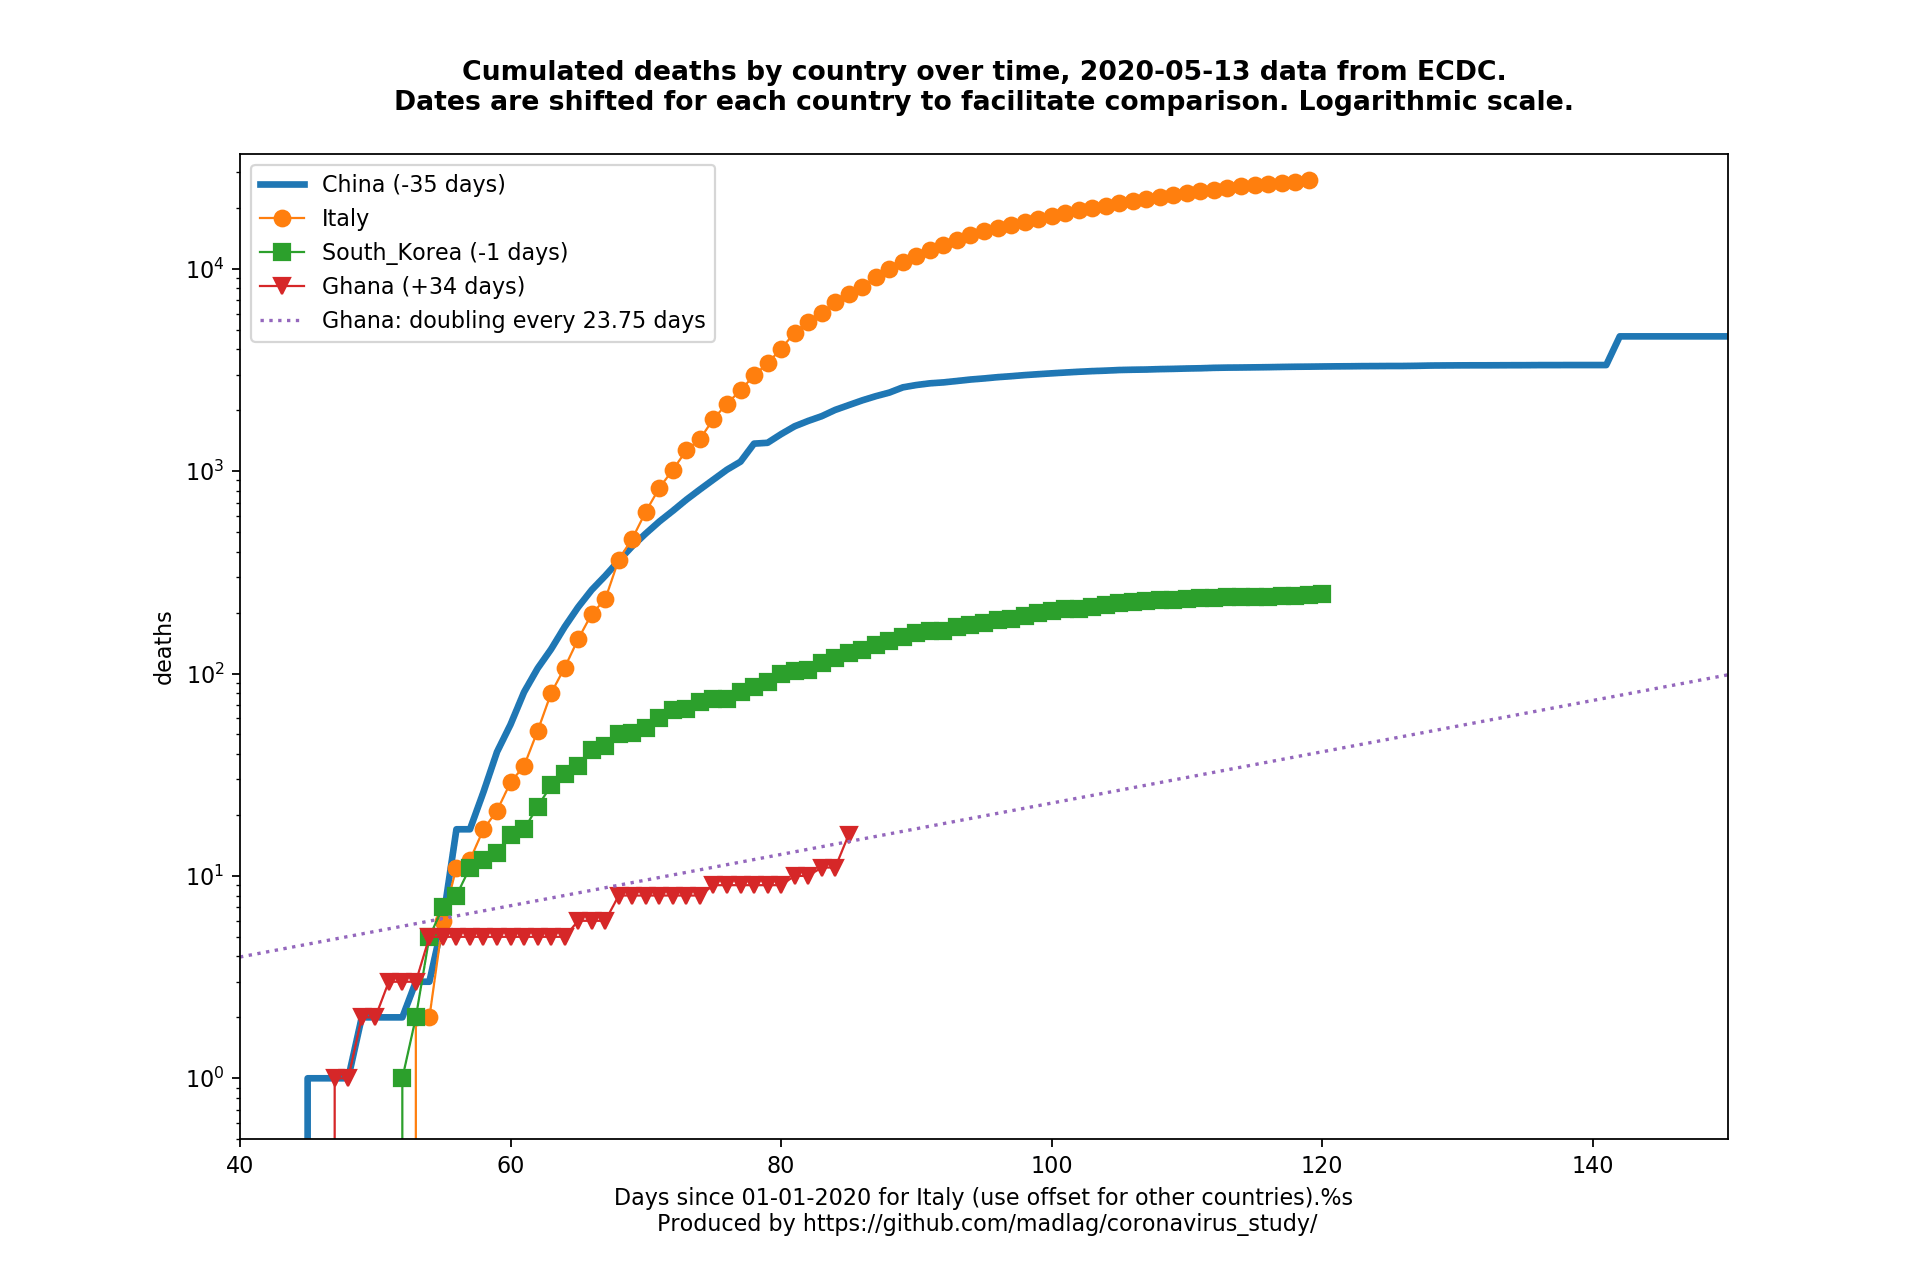 Cumulated deaths by country over time, 2020-05-13 data from ECDC.
Dates are shifted for each country to facilitate comparison. Logarithmic scale.
China (-35 days)
Italy
South_Korea (-1 days)
Ghana (+34 days)
Ghana: doubling every 23.75 days
10⁴
10³
10²
10¹
10⁰
deaths
40 60 80 100 120 140
Days since 01-01-2020 for Italy (use offset for other countries).%s
Produced by https://github.com/madlag/coronavirus_study/